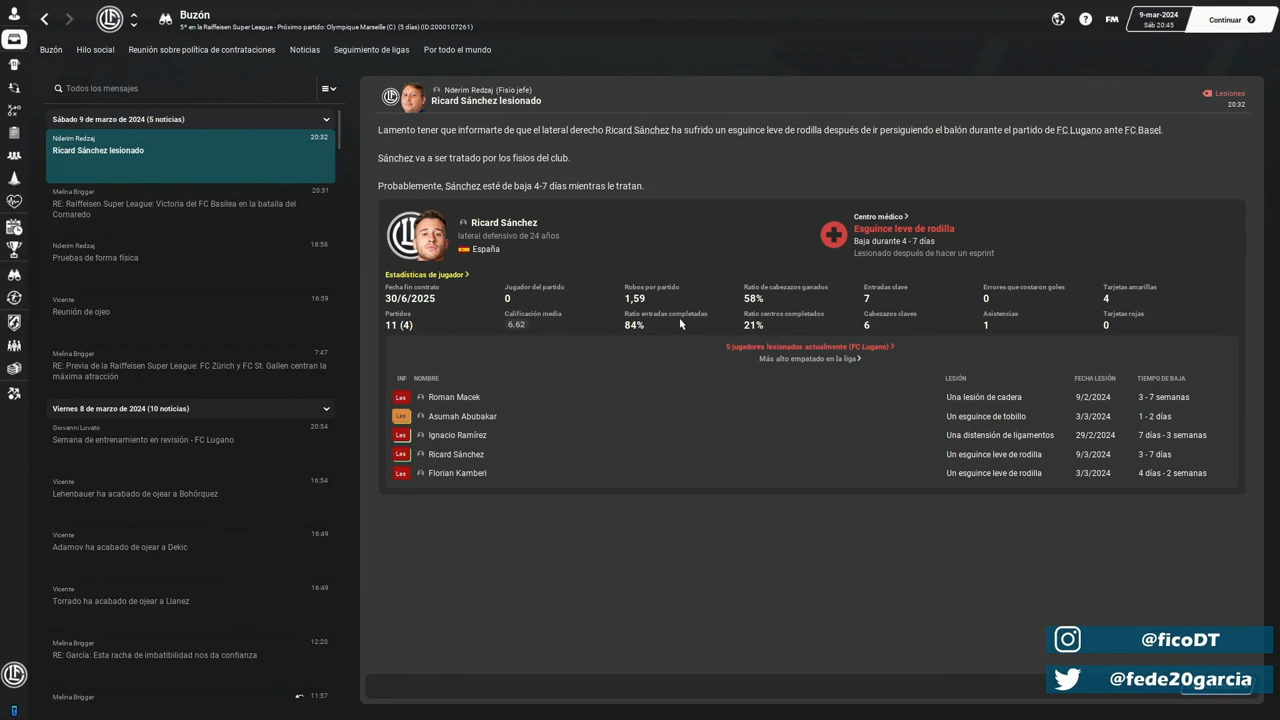 Buzón
5º en la Raiffeisen Super League - Próximo partido: Olympique Marseille (C) (5 días) (ID:2000107261)
FM
9-mar-2024
Sáb 20:45
Continuar
Buzón
Hilo social
Reunión sobre política de contrataciones
Noticias
Seguimiento de ligas
Por todo el mundo
Todos los mensajes
Sábado 9 de marzo de 2024 (5 noticias)
Nderim Redzaj 20:32
Ricard Sánchez lesionado
Melina Brigger 20:31
RE: Raiffeisen Super League: Victoria del FC Basilea en la batalla del
Cornaredo
Nderim Redzaj 18:58
Pruebas de forma física
Vicente 16:59
Reunión de ojeo
Melina Brigger 7:47
RE: Previa de la Raiffeisen Super League: FC Zürich y FC St. Gallen centran la
máxima atracción
Viernes 8 de marzo de 2024 (10 noticias)
Giovanni Lovato 20:54
Semana de entrenamiento en revisión - FC Lugano
Vicente 16:54
Lehenbauer ha acabado de ojear a Bohórquez
Vicente 16:49
Adamov ha acabado de ojear a Dekic
Vicente 16:49
Torrado ha acabado de ojear a Llanez
Melina Brigger 12:20
RE: Garcia: Esta racha de imbatibilidad nos da confianza
Melina Brigger 11:57
Nderim Redzaj (Fisio jefe)
Ricard Sánchez lesionado
Lesiones
20:32
Lamento tener que informarte de que el lateral derecho Ricard Sánchez ha sufrido un esguince leve de rodilla después de ir persiguiendo el balón durante el partido de FC Lugano ante FC Basel.
Sánchez va a ser tratado por los fisios del club.
Probablemente, Sánchez esté de baja 4-7 días mientras le tratan.
Ricard Sánchez
lateral defensivo de 24 años
España
Centro médico
Esguince leve de rodilla
Baja durante 4 - 7 días
Lesionado después de hacer un esprint
Estadísticas de jugador
Fecha fin contrato Jugador del partido Robos por partido Ratio de cabezazos ganados Entradas clave Errores que costaron goles Tarjetas amarillas
30/6/2025 0 1,59 58% 7 0 4
Partidos Calificación media Ratio entradas completadas Ratio centros completados Cabezazos claves Asistencias Tarjetas rojas
11 (4) 6.62 84% 21% 6 1 0
5 jugadores lesionados actualmente (FC Lugano)
Más alto empatado en la liga
INF NOMBRE LESIÓN FECHA LESIÓN TIEMPO DE BAJA
Les Roman Macek Una lesión de cadera 9/2/2024 3 - 7 semanas
Les Asumah Abubakar Un esguince de tobillo 3/3/2024 1 - 2 días
Les Ignacio Ramírez Una distensión de ligamentos 29/2/2024 7 días - 3 semanas
Les Ricard Sánchez Un esguince leve de rodilla 9/3/2024 3 - 7 días
Les Florian Kamberi Un esguince leve de rodilla 3/3/2024 4 días - 2 semanas
@ficoDT
@fede20garcia